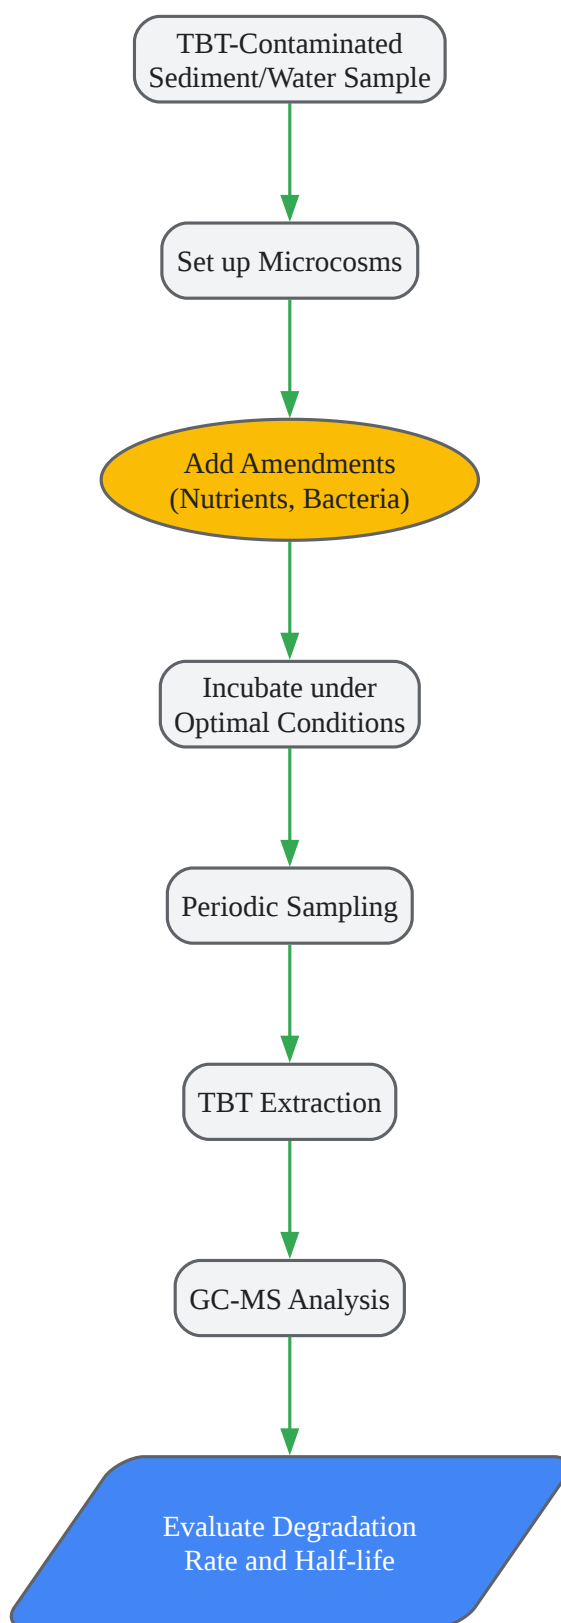 TBT-Contaminated
Sediment/Water Sample
Set up Microcosms
Add Amendments
(Nutrients, Bacteria)
Incubate under
Optimal Conditions
Periodic Sampling
TBT Extraction
GC-MS Analysis
Evaluate Degradation
Rate and Half-life